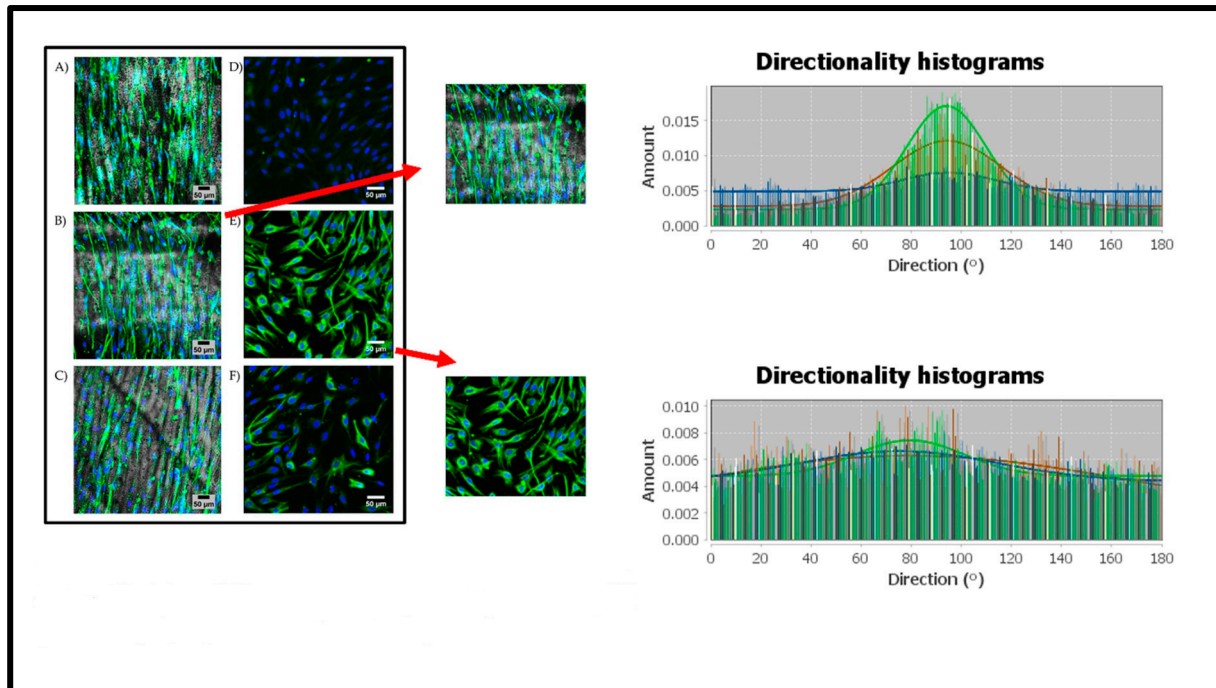 A)
50 µm
D)
50 µm
B)
50 µm
E)
50 µm
C)
50 µm
F)
50 µm
Directionality histograms
Amount
0.015
0.010
0.005
0.000
0 20 40 60 80 100 120 140 160 180
Direction (°)
Directionality histograms
Amount
0.010
0.008
0.006
0.004
0.002
0.000
0 20 40 60 80 100 120 140 160 180
Direction (°)